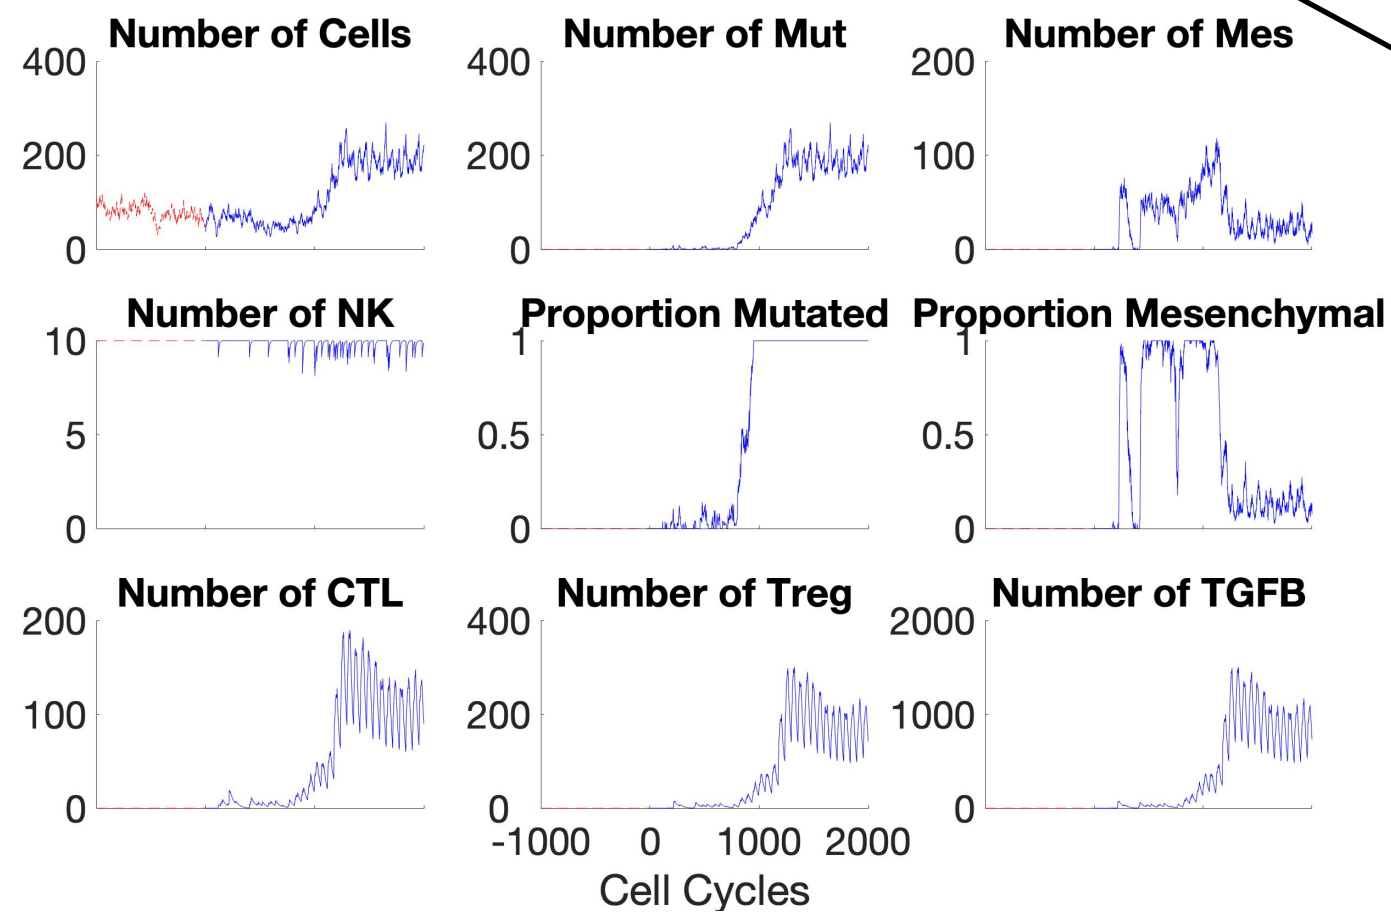 Number of Cells Number of Mut Number of Mes
400 400 200
200 200 100
0 0 0
Number of NK Proportion Mutated Proportion Mesenchymal
10 1 1
5 0.5 0.5
0 0 0
Number of CTL Number of Treg Number of TGFB
200 400 2000
100 200 1000
0 0 0
-1000 0 1000 2000
Cell Cycles